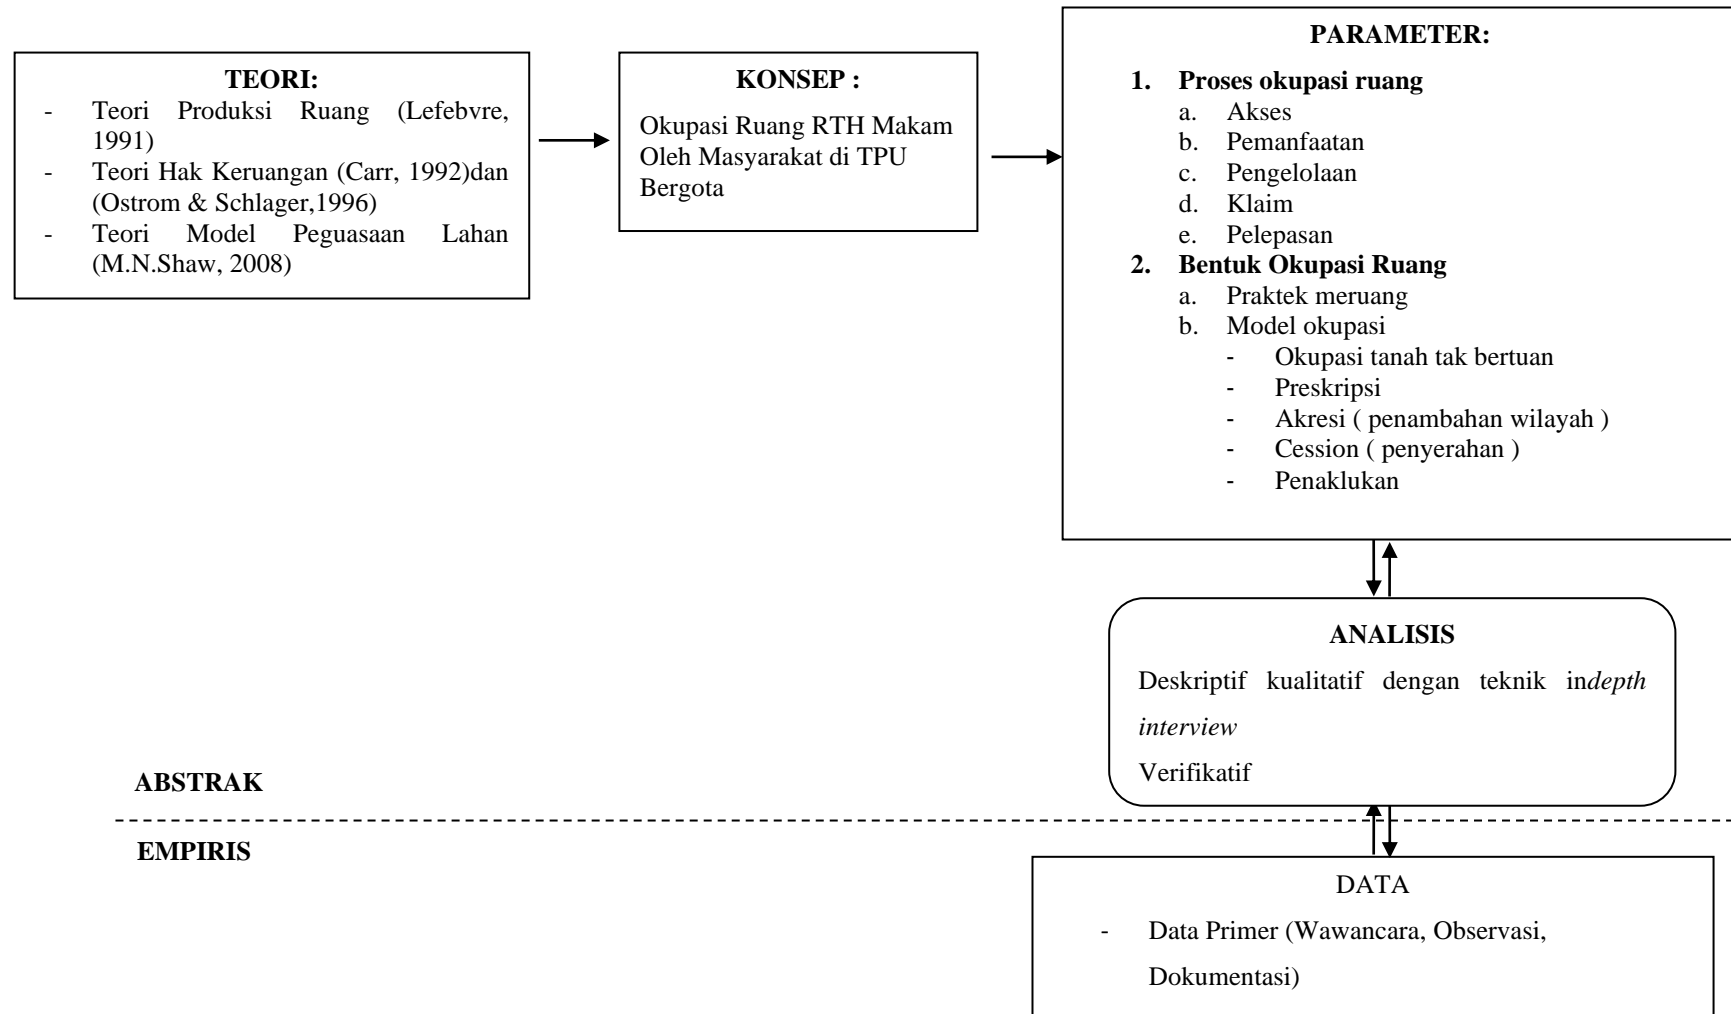 TEORI:
- Teori Produksi Ruang (Lefebvre,
1991)
- Teori Hak Keruangan (Carr, 1992)dan
(Ostrom & Schlager,1996)
- Teori Model Peguasaan Lahan
(M.N.Shaw, 2008)
KONSEP :
Okupasi Ruang RTH Makam
Oleh Masyarakat di TPU
Bergota
PARAMETER:
1. Proses okupasi ruang
a. Akses
b. Pemanfaatan
c. Pengelolaan
d. Klaim
e. Pelepasan
2. Bentuk Okupasi Ruang
a. Praktek meruang
b. Model okupasi
- Okupasi tanah tak bertuan
- Preskripsi
- Akresi ( penambahan wilayah )
- Cession ( penyerahan )
- Penaklukan
ANALISIS
Deskriptif kualitatif dengan teknik indepth
interview
Verifikatif
ABSTRAK
EMPIRIS
DATA
- Data Primer (Wawancara, Observasi,
Dokumentasi)